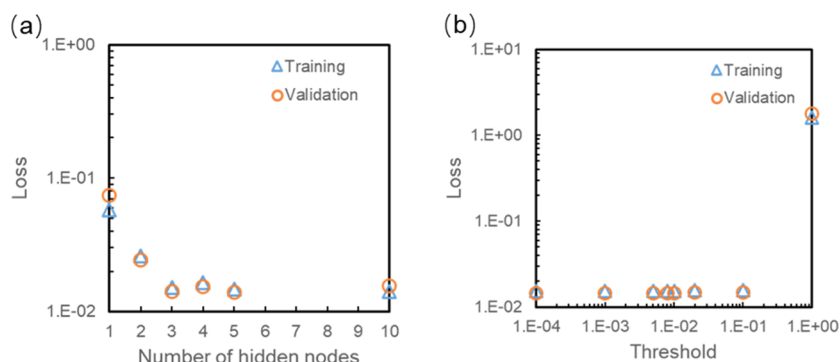 (a)
1.E+00
1.E-01
1.E-02
Loss
Training
Validation
1 2 3 4 5 6 7 8 9 10
Number of hidden nodes
(b)
1.E+01
1.E+00
1.E-01
1.E-02
Loss
Training
Validation
1.E-04 1.E-03 1.E-02 1.E-01 1.E+00
Threshold